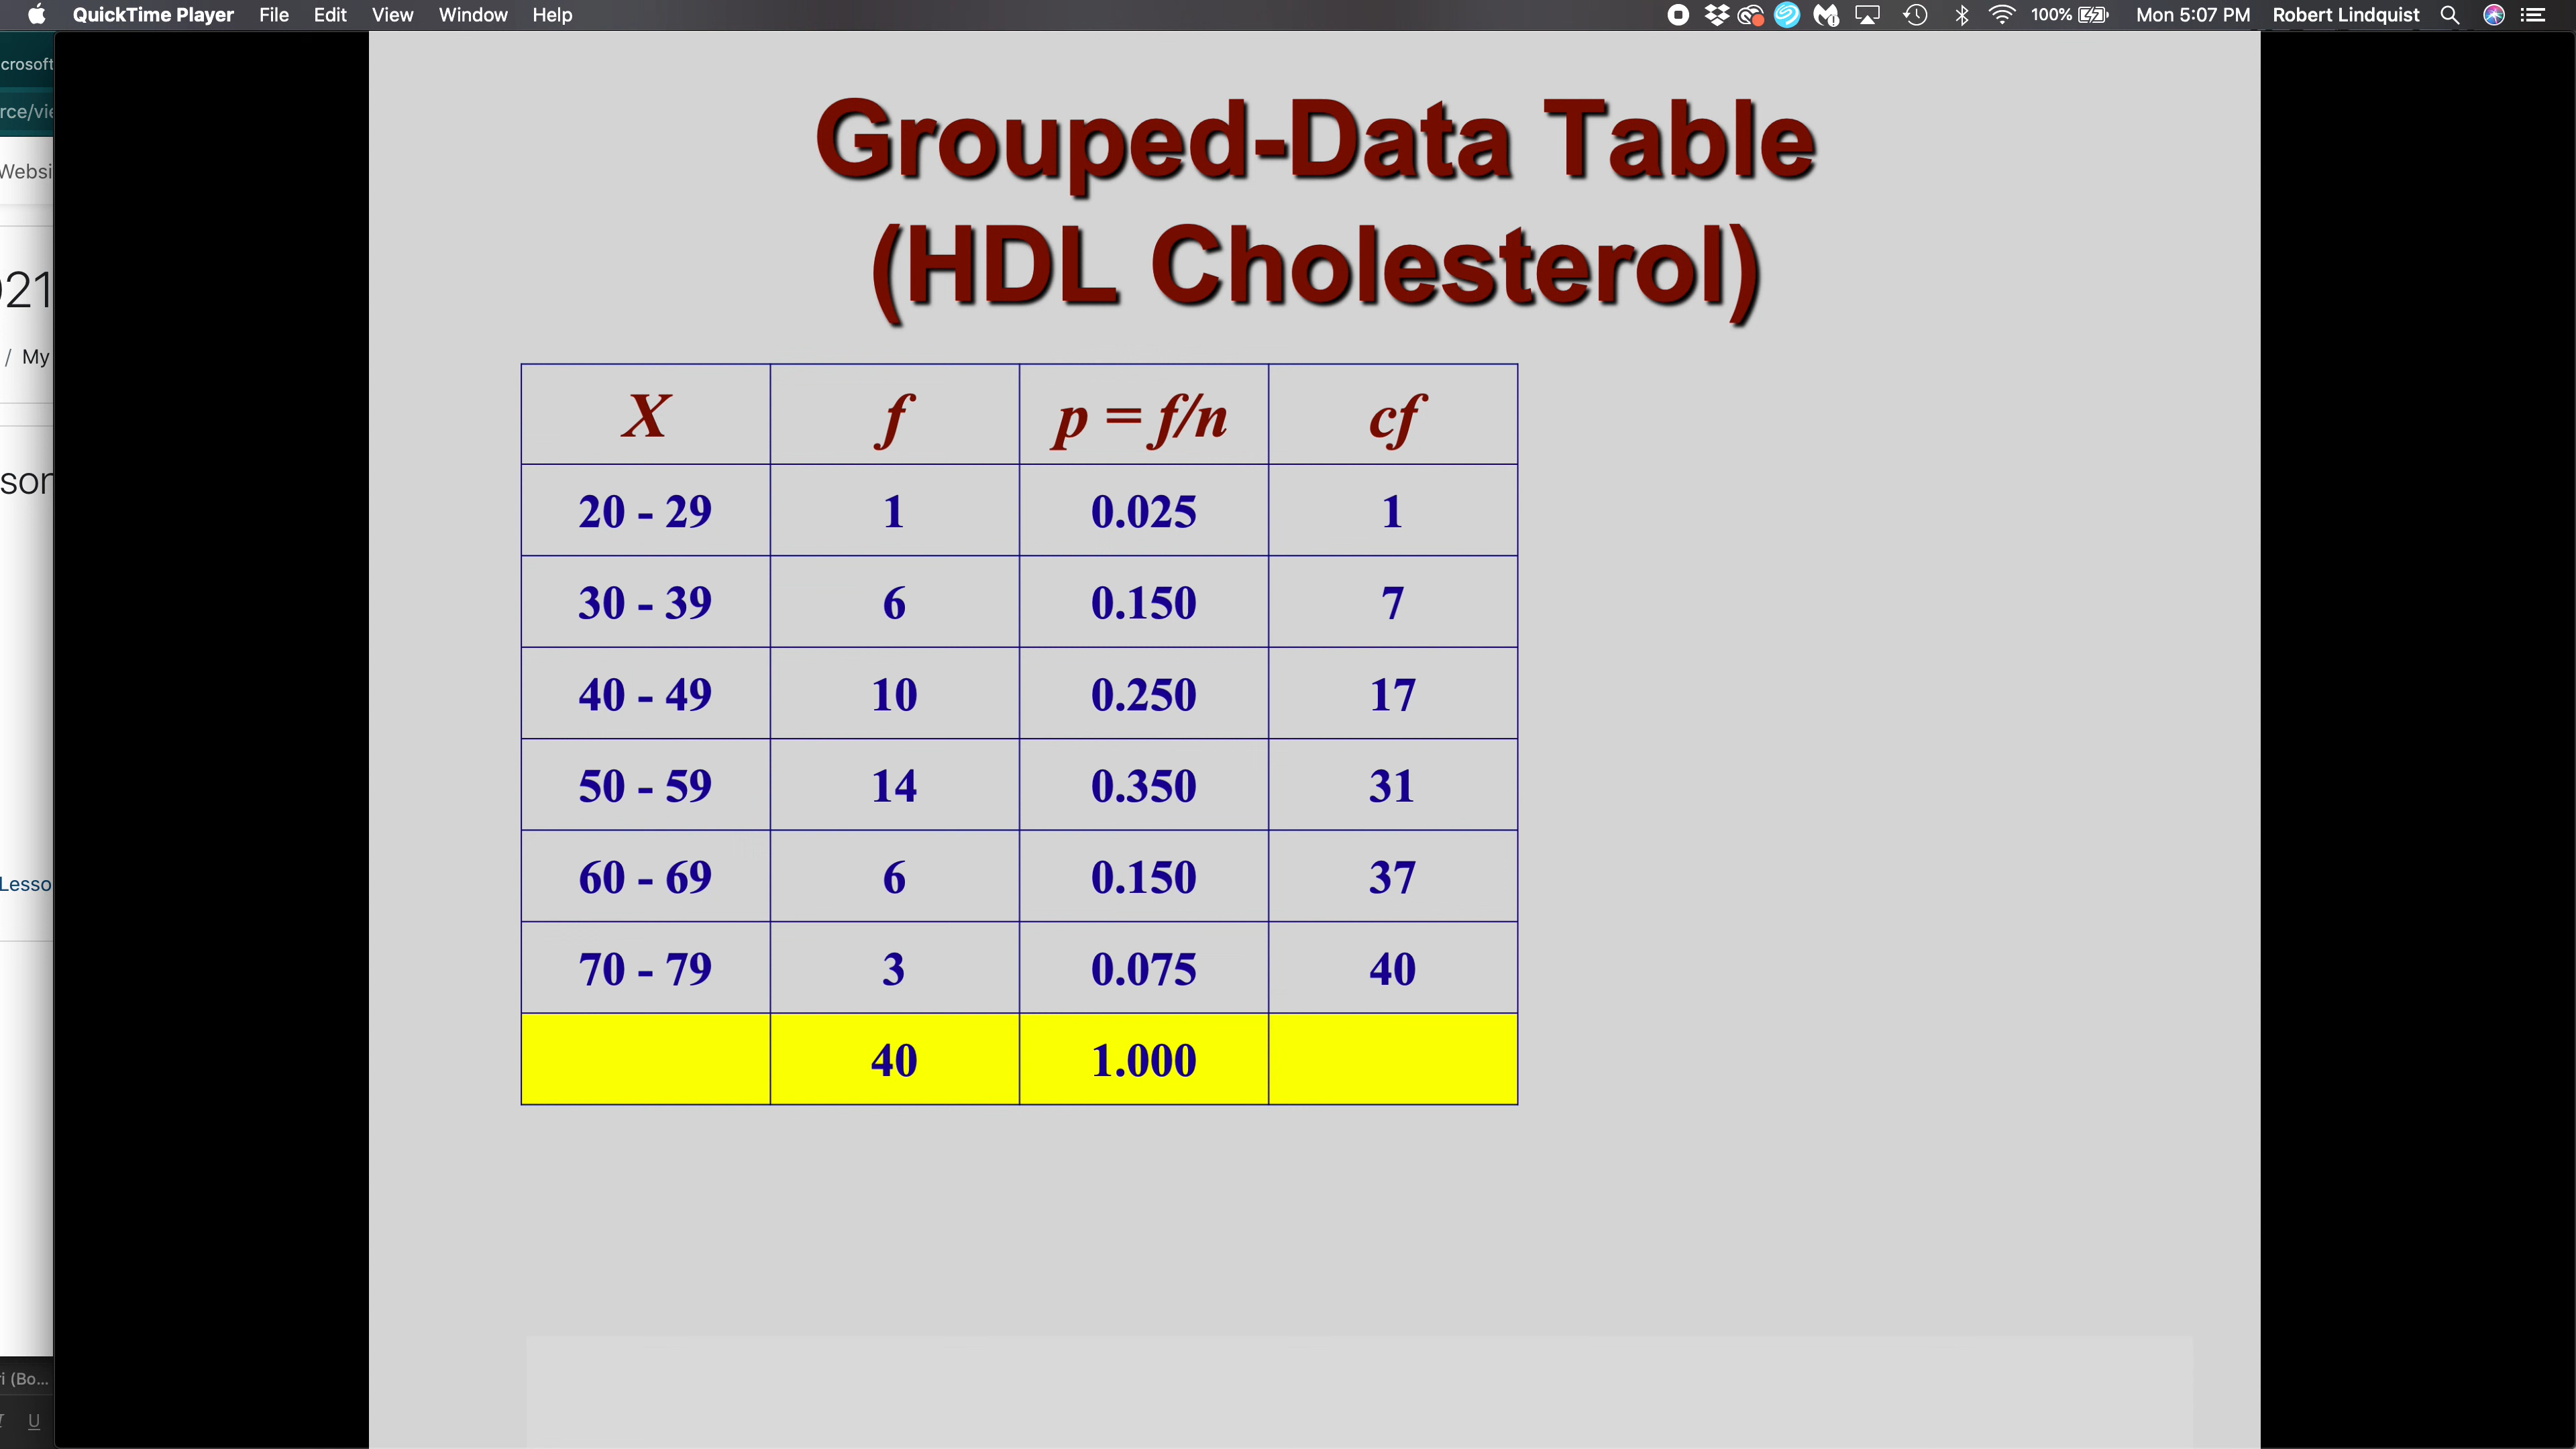 QuickTime Player File Edit View Window Help 100% Mon 5:07 PM Robert Lindquist
crosoft
rce/vie
Websi
021
/ My
son
Lesso
i (Bo...
U
Grouped-Data Table
(HDL Cholesterol)
X f p = f/n cf
20 - 29 1 0.025 1
30 - 39 6 0.150 7
40 - 49 10 0.250 17
50 - 59 14 0.350 31
60 - 69 6 0.150 37
70 - 79 3 0.075 40
40 1.000